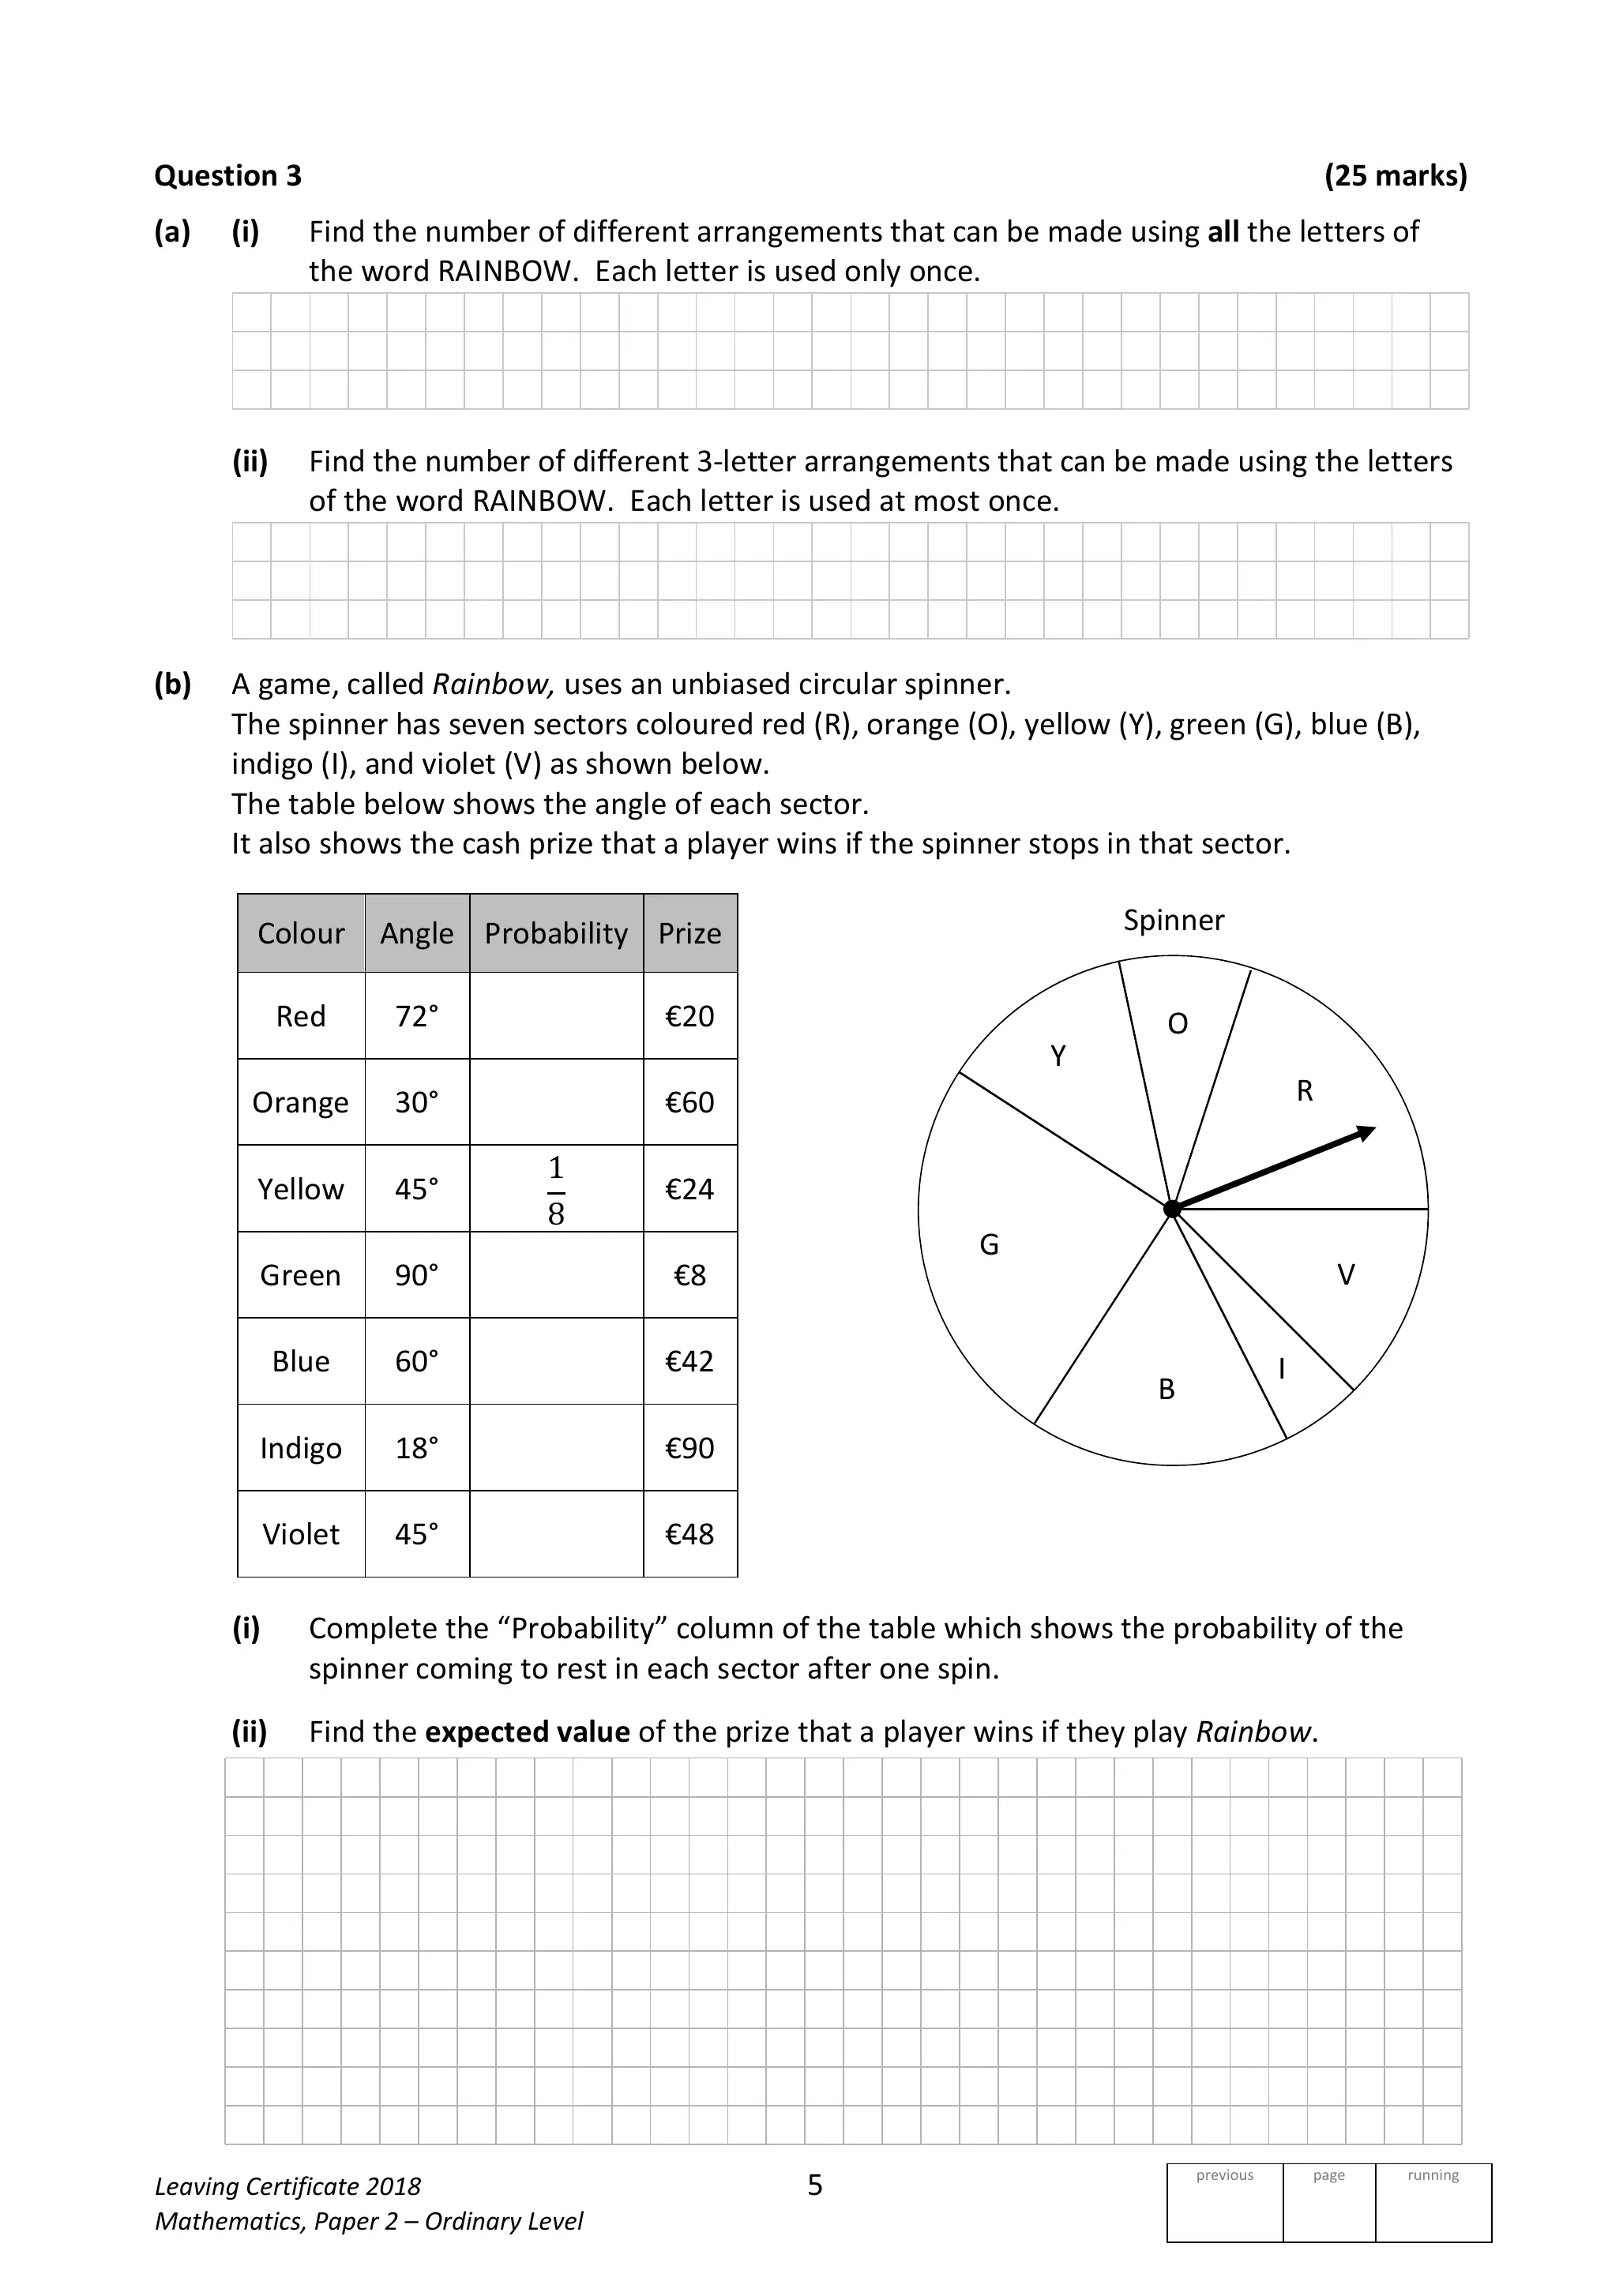 Question 3 (25 marks)
(a) (i) Find the number of different arrangements that can be made using all the letters of
the word RAINBOW. Each letter is used only once.
(ii) Find the number of different 3-letter arrangements that can be made using the letters
of the word RAINBOW. Each letter is used at most once.
(b) A game, called Rainbow, uses an unbiased circular spinner.
The spinner has seven sectors coloured red (R), orange (O), yellow (Y), green (G), blue (B),
indigo (I), and violet (V) as shown below.
The table below shows the angle of each sector.
It also shows the cash prize that a player wins if the spinner stops in that sector.
Colour Angle Probability Prize
Red 72° €20
Orange 30° €60
Yellow 45° 1/8 €24
Green 90° €8
Blue 60° €42
Indigo 18° €90
Violet 45° €48
Spinner
O
Y
R
G
V
I
B
(i) Complete the “Probability” column of the table which shows the probability of the
spinner coming to rest in each sector after one spin.
(ii) Find the expected value of the prize that a player wins if they play Rainbow.
Leaving Certificate 2018
Mathematics, Paper 2 – Ordinary Level
5
previous page running